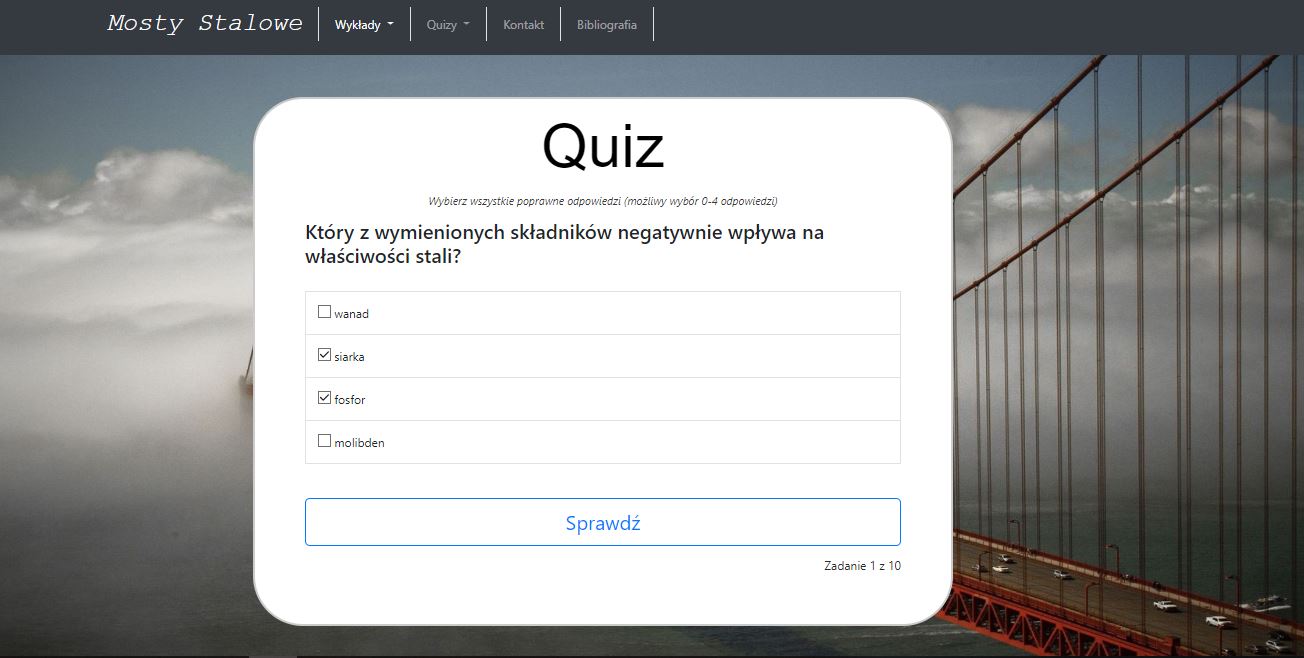 Mosty Stalowe
Wykłady
Quizy
Kontakt
Bibliografia
Quiz
Wybierz wszystkie poprawne odpowiedzi (możliwy wybór 0-4 odpowiedzi)
Który z wymienionych składników negatywnie wpływa na
właściwości stali?
wanad
siarka
fosfor
molibden
Sprawdź
Zadanie 1 z 10